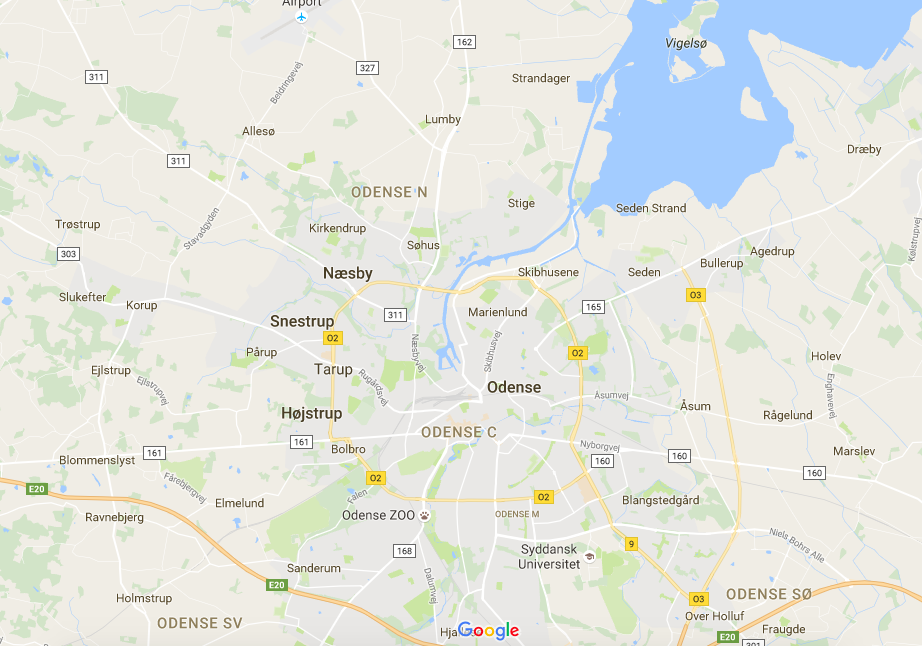 Airport
Vigelsø
162
327
311
Strandager
Beldringevej
Lumby
Allesø
Dræby
311
ODENSE N
Stige
Seden Strand
Stavadgyden
Trøstrup
Kirkendrup
Kølstrupvej
Søhus
303
Agedrup
Bullerup
Næsby
Skibhusene
Seden
Slukefter
O3
Korup
165
Marienlund
311
Snestrup
O2
Næsbyvej
Skibhusvej
Pårup
O2
Holev
Tarup
Ejlstrup
Rugårdsvej
Ejlstrupvej
Odense
Enghavevej
Åsumvej
Åsum
Højstrup
Rågelund
ODENSE C
161
Nyborgvej
Bolbro
161
160
Marslev
Blommenslyst
160
160
O2
Fårebjergvej
E20
Falen
O2
Blangstedgård
Elmelund
Odense ZOO
ODENSE M
Ravnebjerg
Niels Bohrs Alle
9
168
Syddansk
Universitet
Sanderum
Dalumvej
E20
ODENSE SØ
Holmstrup
O3
Over Holluf
ODENSE SV
Google
Fraugde
E20
301